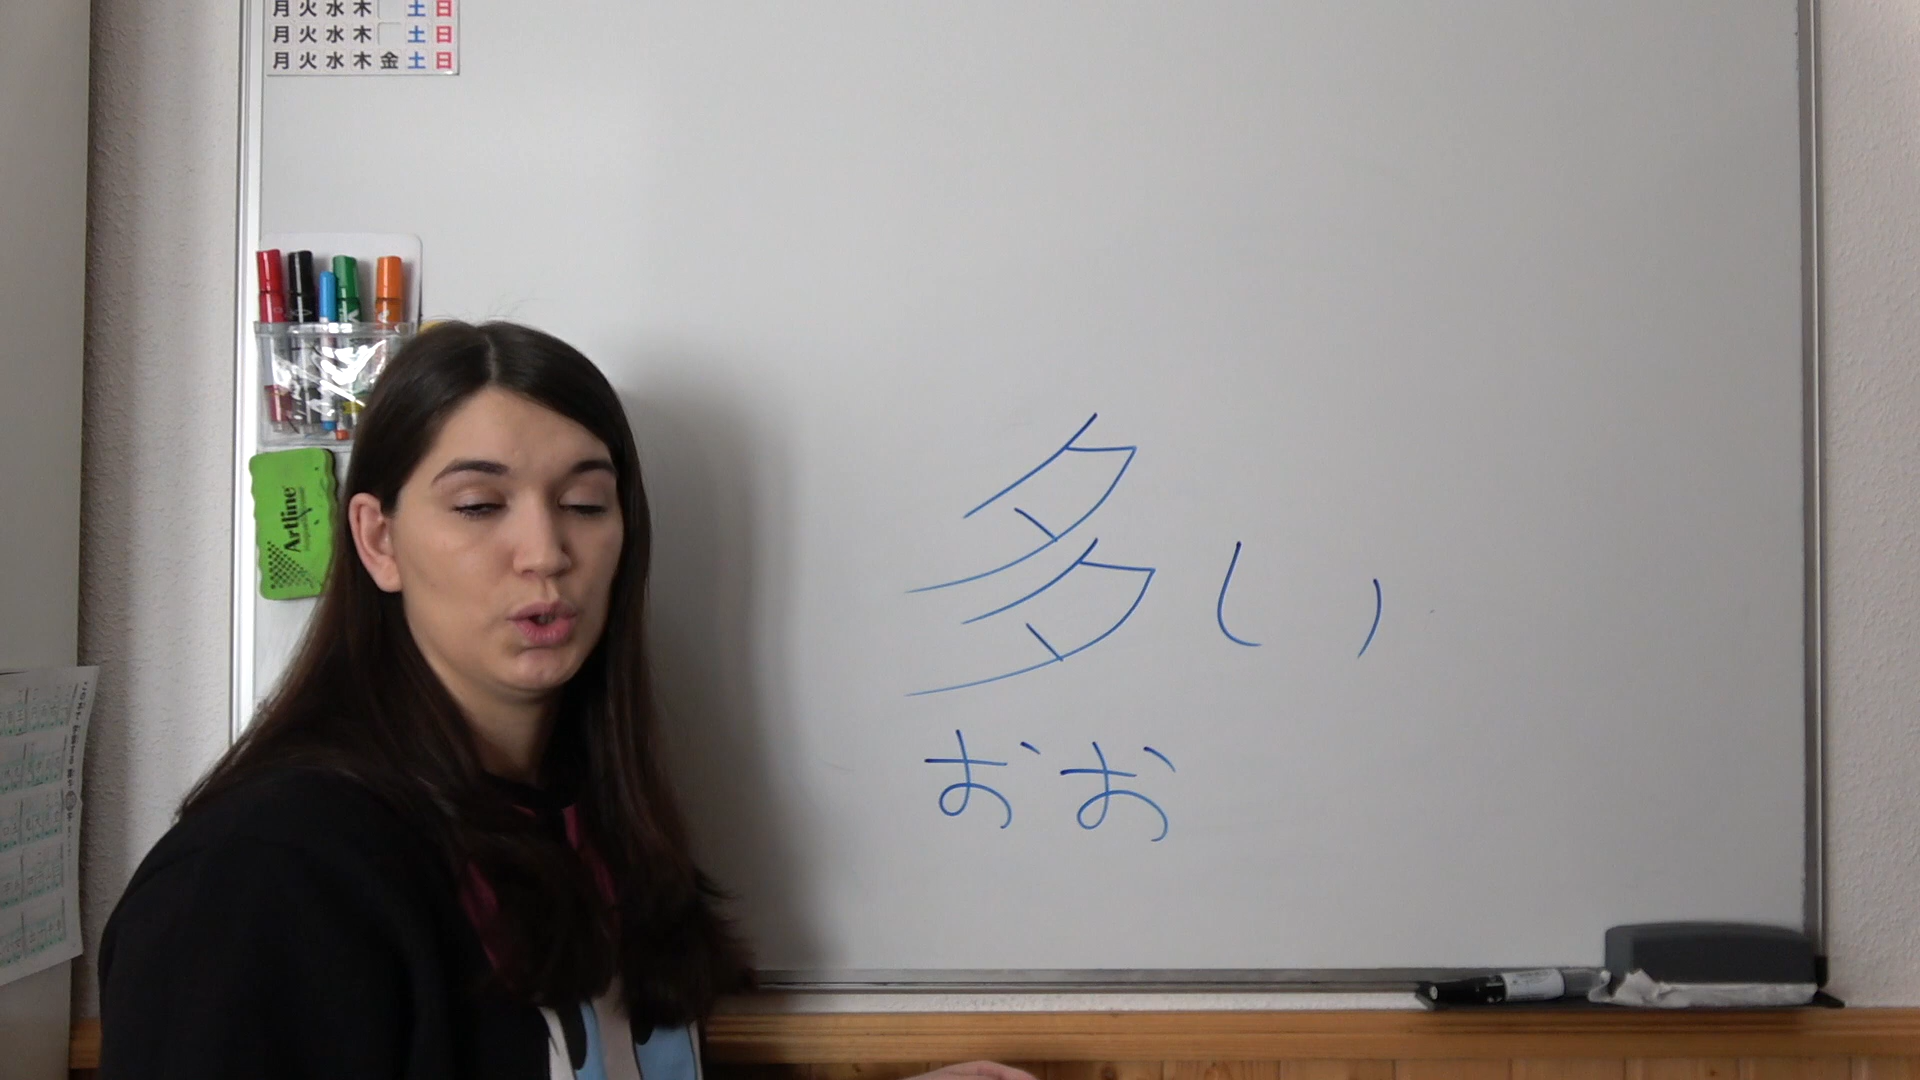 月火水木 土日
月火水木 土日
月火水木金土日
Artline
多い
おお